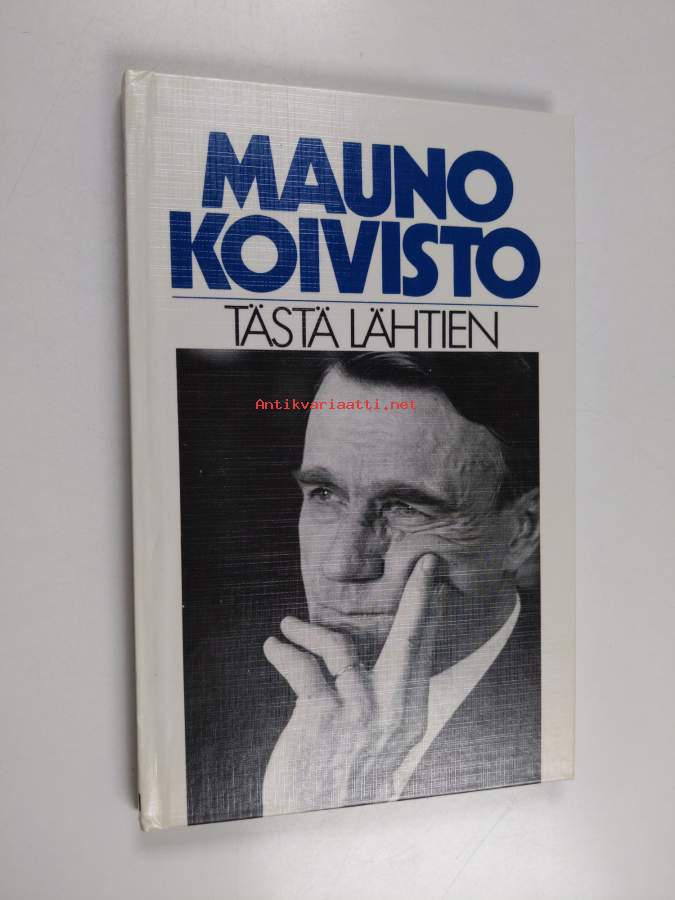 MAUNO
KOIVISTO
TÄSTÄ LÄHTIEN
Antikvariaatti.net